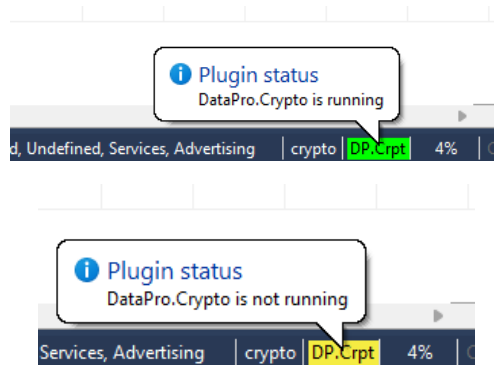 Plugin status
DataPro.Crypto is running
d, Undefined, Services, Advertising crypto DP.Crpt 4%
Plugin status
DataPro.Crypto is not running
Services, Advertising crypto DP.Crpt 4%